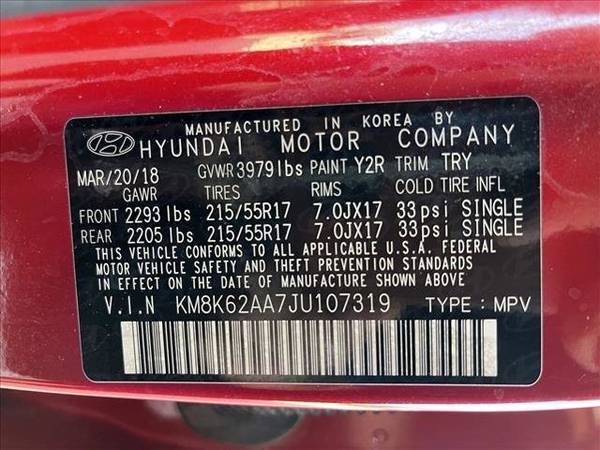 MANUFACTURED IN KOREA BY
HYUNDAI MOTOR COMPANY
MAR/20/18 GVWR 3979lbs PAINT Y2R TRIM TRY
GAWR TIRES RIMS COLD TIRE INFL
FRONT 2293 lbs 215/55R17 7.0JX17 33psi SINGLE
REAR 2205 lbs 215/55R17 7.0JX17 33psi SINGLE
THIS VEHICLE CONFORMS TO ALL APPLICABLE U.S.A. FEDERAL
MOTOR VEHICLE SAFETY AND THEFT PREVENTION STANDARDS
IN EFFECT ON THE DATE OF MANUFACTURE SHOWN ABOVE
V.I.N KM8K62AA7JU107319 TYPE : MPV